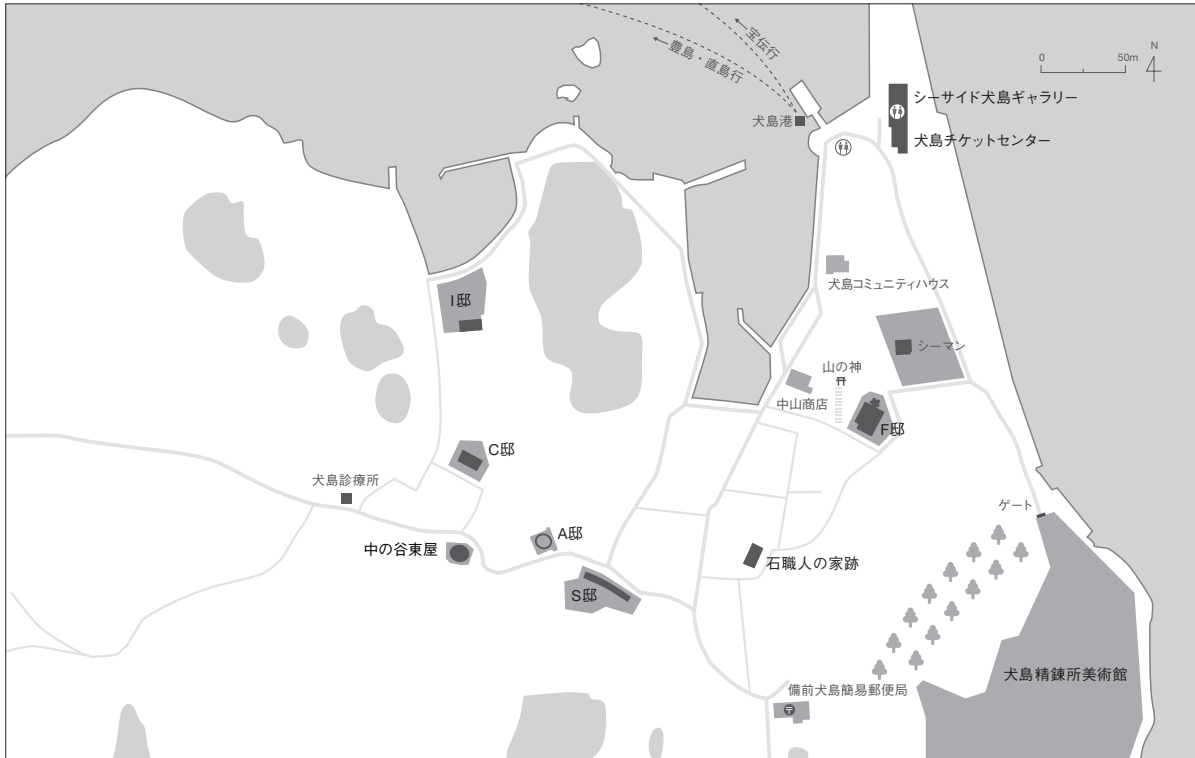 宝伝行
豊島・直島行
N
0 50m
シーサイド犬島ギャラリー
犬島港
犬島チケットセンター
犬島コミュニティハウス
I邸
シーマン
山の神
中山商店
F邸
C邸
犬島診療所
ゲート
A邸
中の谷東屋
石職人の家跡
S邸
犬島精錬所美術館
備前犬島簡易郵便局
〒